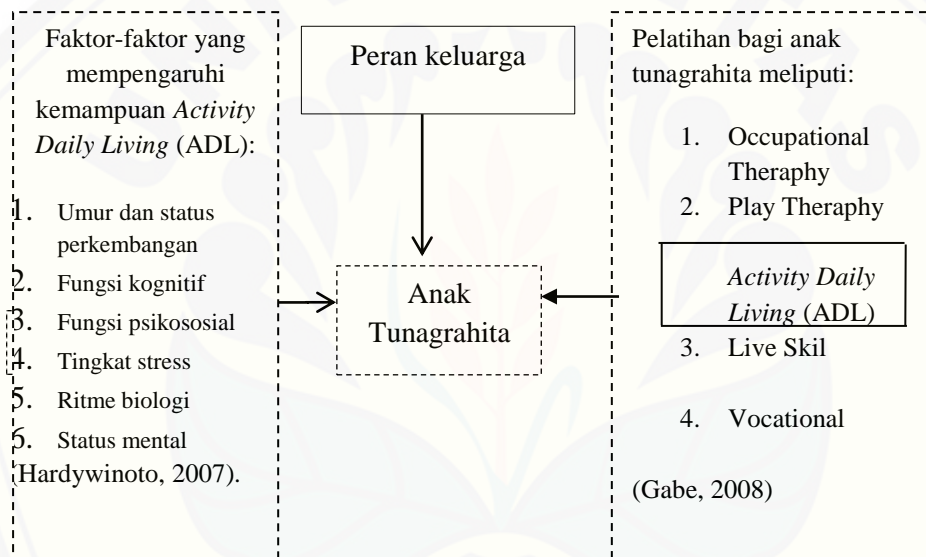 Faktor-faktor yang
mempengaruhi
kemampuan Activity
Daily Living (ADL):
1. Umur dan status
perkembangan
2. Fungsi kognitif
3. Fungsi psikososial
4. Tingkat stress
5. Ritme biologi
6. Status mental
(Hardywinoto, 2007).
Peran keluarga
Anak
Tunagrahita
Pelatihan bagi anak
tunagrahita meliputi:
1. Occupational
Theraphy
2. Play Theraphy
Activity Daily
Living (ADL)
3. Live Skil
4. Vocational
(Gabe, 2008)